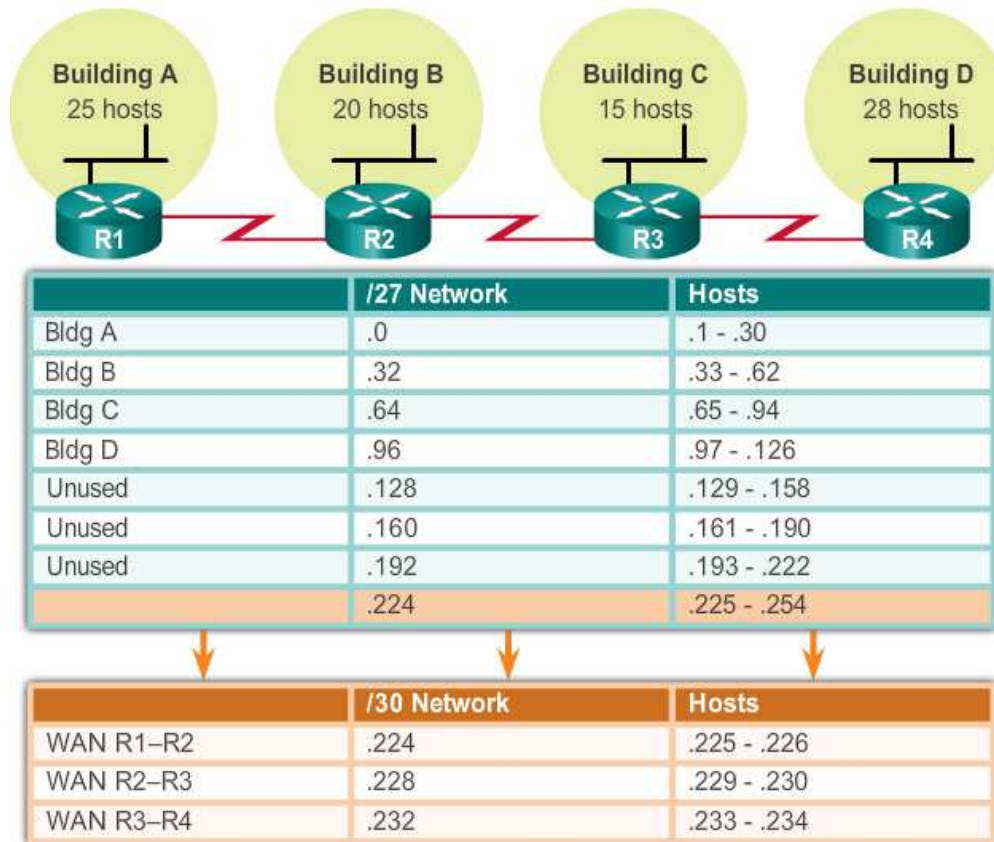 Building A
25 hosts
Building B
20 hosts
Building C
15 hosts
Building D
28 hosts
R1
R2
R3
R4
/27 Network Hosts
Bldg A .0 .1 - .30
Bldg B .32 .33 - .62
Bldg C .64 .65 - .94
Bldg D .96 .97 - .126
Unused .128 .129 - .158
Unused .160 .161 - .190
Unused .192 .193 - .222
.224 .225 - .254
/30 Network Hosts
WAN R1–R2 .224 .225 - .226
WAN R2–R3 .228 .229 - .230
WAN R3–R4 .232 .233 - .234